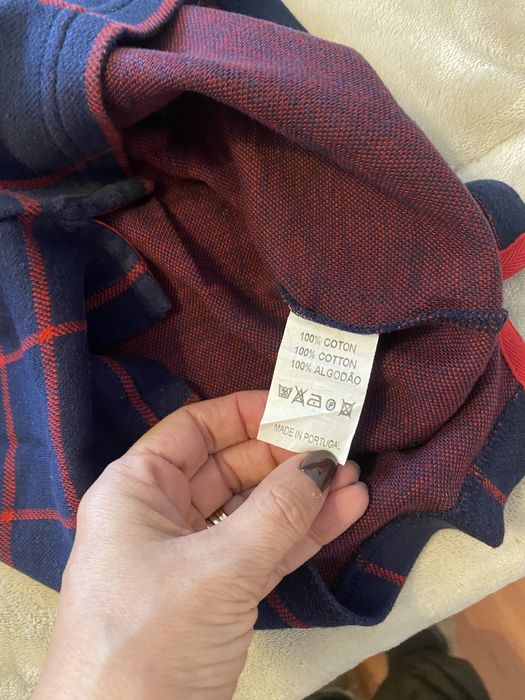 100% COTON
100% COTTON
100% ALGODÃO
MADE IN PORTUGAL